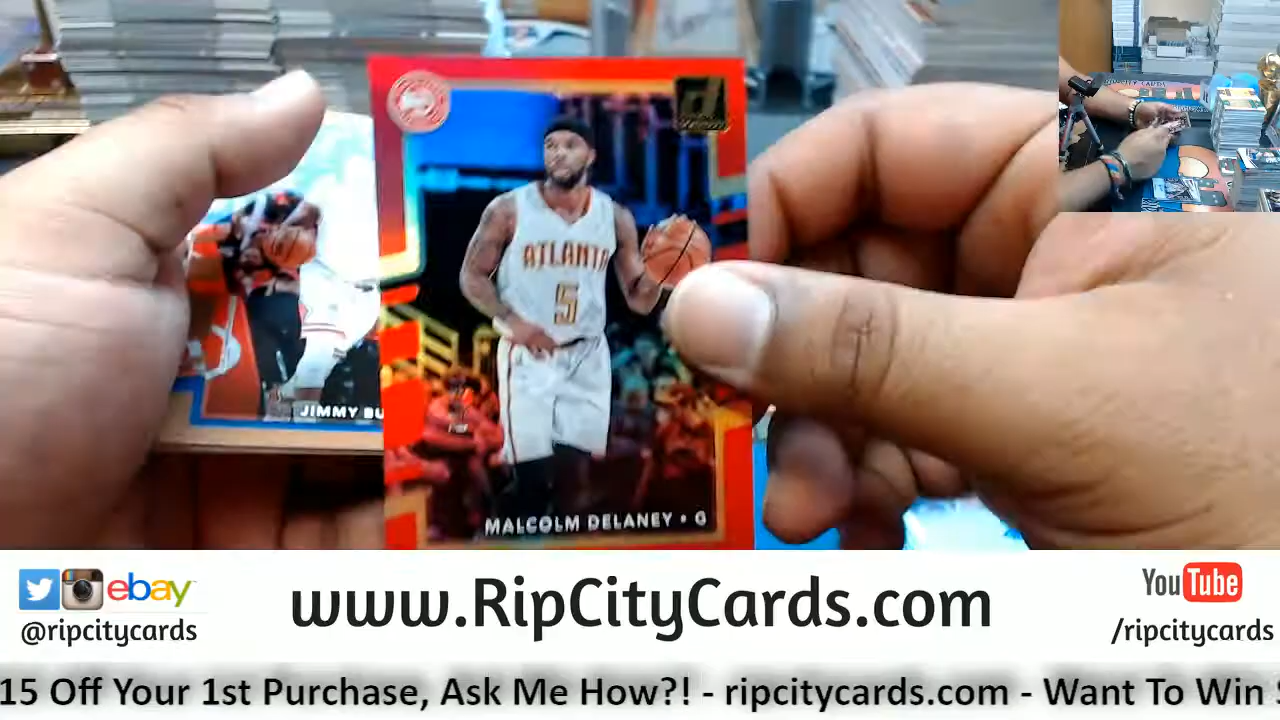 ATLANTA
5
MALCOLM DELANEY • G
JIMMY BU
ebay
@ripcitycards
www.RipCityCards.com
YouTube
/ripcitycards
15 Off Your 1st Purchase, Ask Me How?! - ripcitycards.com - Want To Win